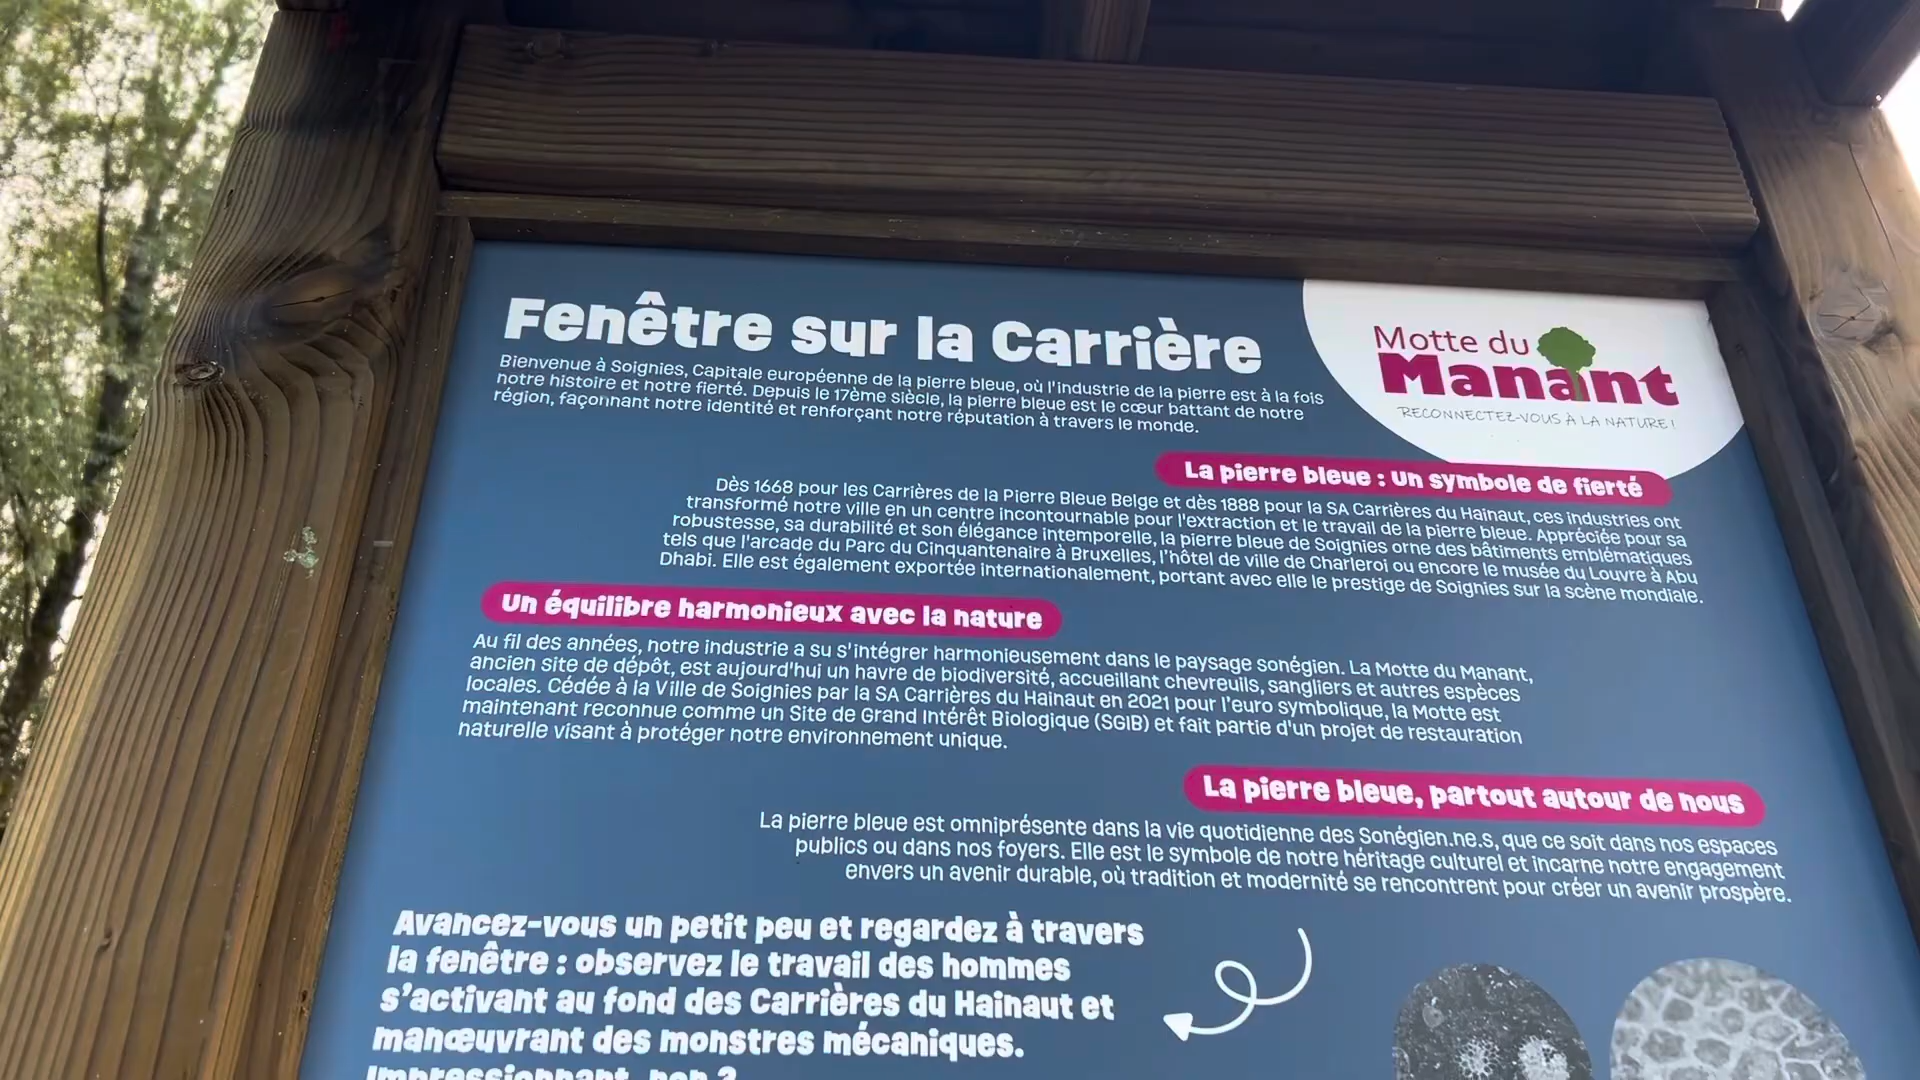 Fenêtre sur la Carrière
Bienvenue à Soignies, Capitale européenne de la pierre bleue, où l'industrie de la pierre est à la fois
notre histoire et notre fierté. Depuis le 17ème siècle, la pierre bleue est le cœur battant de notre
région, façonnant notre identité et renforçant notre réputation à travers le monde.
Motte du
Manant
RECONNECTEZ-VOUS À LA NATURE !
La pierre bleue : un symbole de fierté
Dès 1668 pour les Carrières de la Pierre Bleue Belge et dès 1888 pour la SA Carrières du Hainaut, ces industries ont
transformé notre ville en un centre incontournable pour l'extraction et le travail de la pierre bleue. Appréciée pour sa
robustesse, sa durabilité et son élégance intemporelle, la pierre bleue de Soignies orne des bâtiments emblématiques
tels que l'arcade du Parc du Cinquantenaire à Bruxelles, l'hôtel de ville de Charleroi ou encore le musée du Louvre à Abu
Dhabi. Elle est également exportée internationalement, portant avec elle le prestige de Soignies sur la scène mondiale.
Un équilibre harmonieux avec la nature
Au fil des années, notre industrie a su s'intégrer harmonieusement dans le paysage sonégien. La Motte du Manant,
ancien site de dépôt, est aujourd'hui un havre de biodiversité, accueillant chevreuils, sangliers et autres espèces
locales. Cédée à la Ville de Soignies par la SA Carrières du Hainaut en 2021 pour l'euro symbolique, la Motte est
maintenant reconnue comme un Site de Grand Intérêt Biologique (SGIB) et fait partie d'un projet de restauration
naturelle visant à protéger notre environnement unique.
La pierre bleue, partout autour de nous
La pierre bleue est omniprésente dans la vie quotidienne des Sonégien.ne.s, que ce soit dans nos espaces
publics ou dans nos foyers. Elle est le symbole de notre héritage culturel et incarne notre engagement
envers un avenir durable, où tradition et modernité se rencontrent pour créer un avenir prospère.
Avancez-vous un petit peu et regardez à travers
la fenêtre : observez le travail des hommes
s'activant au fond des Carrières du Hainaut et
manœuvrant des monstres mécaniques.
Impressionnant, non ?